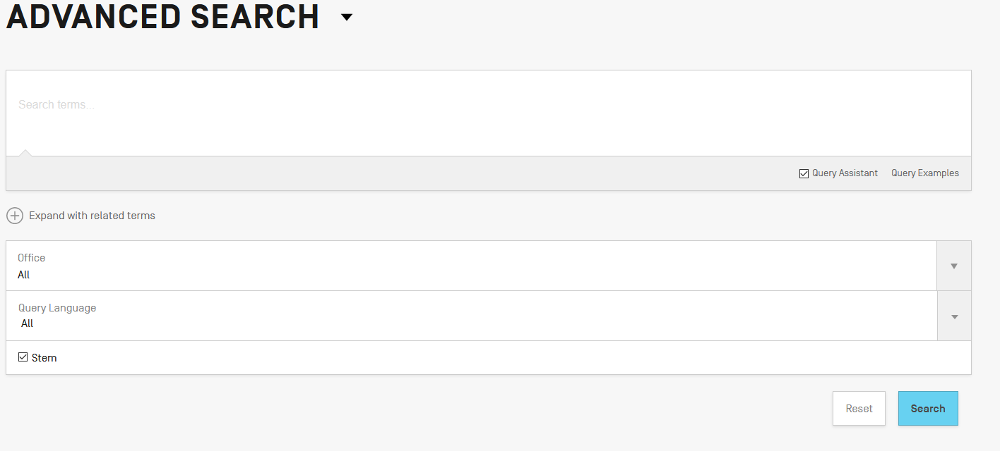 ADVANCED SEARCH
Search terms...
Query Assistant Query Examples
Expand with related terms
Office
All
Query Language
All
Stem
Reset Search